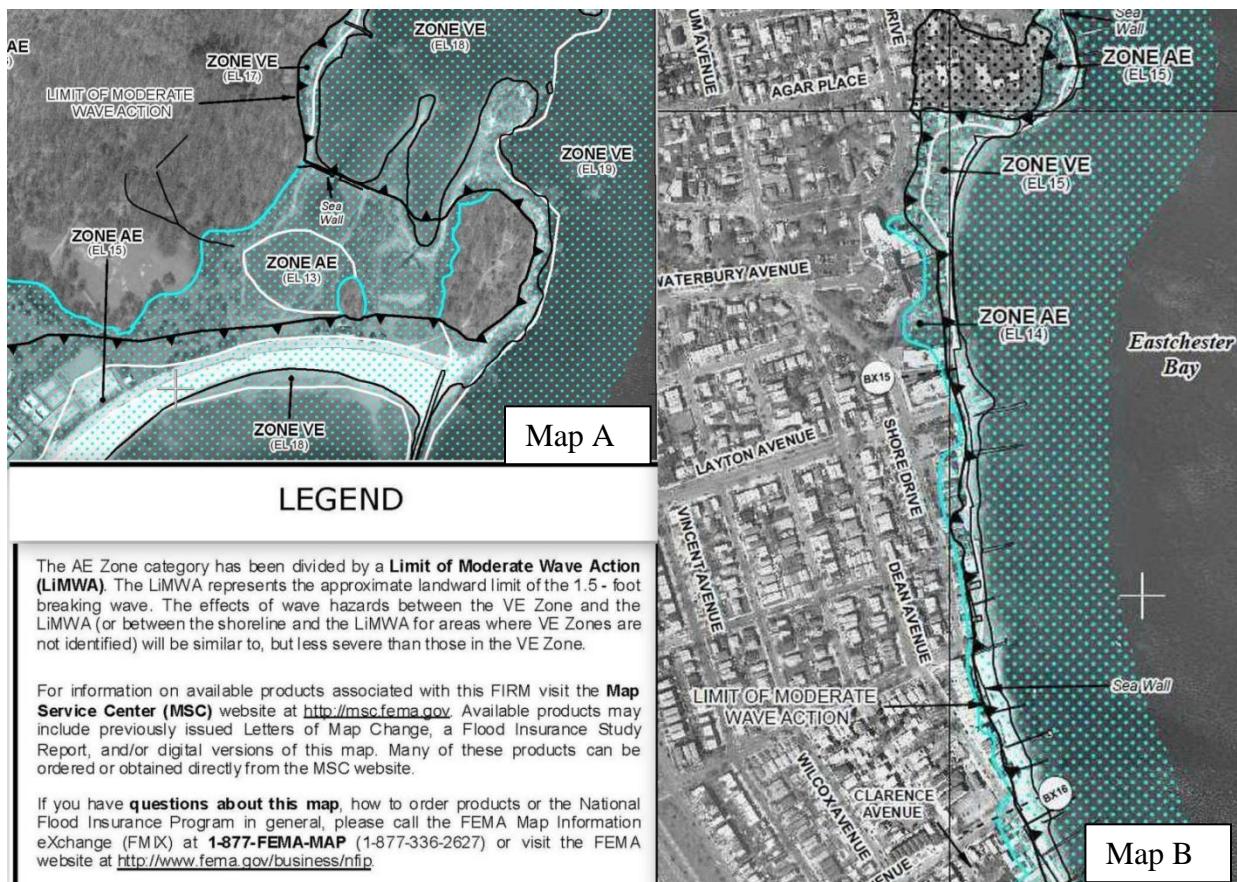 ZONE VE
(EL 18)
ZONE VE
(EL 17)
LIMIT OF MODERATE
WAVE ACTION
ZONE VE
(EL 19)
Sea
Wall
ZONE AE
(EL 15)
ZONE AE
(EL 13)
ZONE VE
(EL 18)
Map A
LEGEND
The AE Zone category has been divided by a Limit of Moderate Wave Action
(LiMWA). The LiMWA represents the approximate landward limit of the 1.5 - foot
breaking wave. The effects of wave hazards between the VE Zone and the
LiMWA (or between the shoreline and the LiMWA for areas where VE Zones are
not identified) will be similar to, but less severe than those in the VE Zone.
For information on available products associated with this FIRM visit the Map
Service Center (MSC) website at http://msc.fema.gov. Available products may
include previously issued Letters of Map Change, a Flood Insurance Study
Report, and/or digital versions of this map. Many of these products can be
ordered or obtained directly from the MSC website.
If you have questions about this map, how to order products or the National
Flood Insurance Program in general, please call the FEMA Map Information
eXchange (FMIX) at 1-877-FEMA-MAP (1-877-336-2627) or visit the FEMA
website at http://www.fema.gov/business/nfip.
UM AVENUE
DRIVE
Sea
Wall
ZONE AE
(EL 15)
AGAR PLACE
ZONE VE
(EL 15)
WATERBURY AVENUE
ZONE AE
(EL 14)
Eastchester
Bay
BX15
LAYTON AVENUE
SHORE DRIVE
VINCENT AVENUE
DEAN AVENUE
LIMIT OF MODERATE
WAVE ACTION
Sea Wall
WILCOX AVENUE
CLARENCE
AVENUE
BX16
Map B